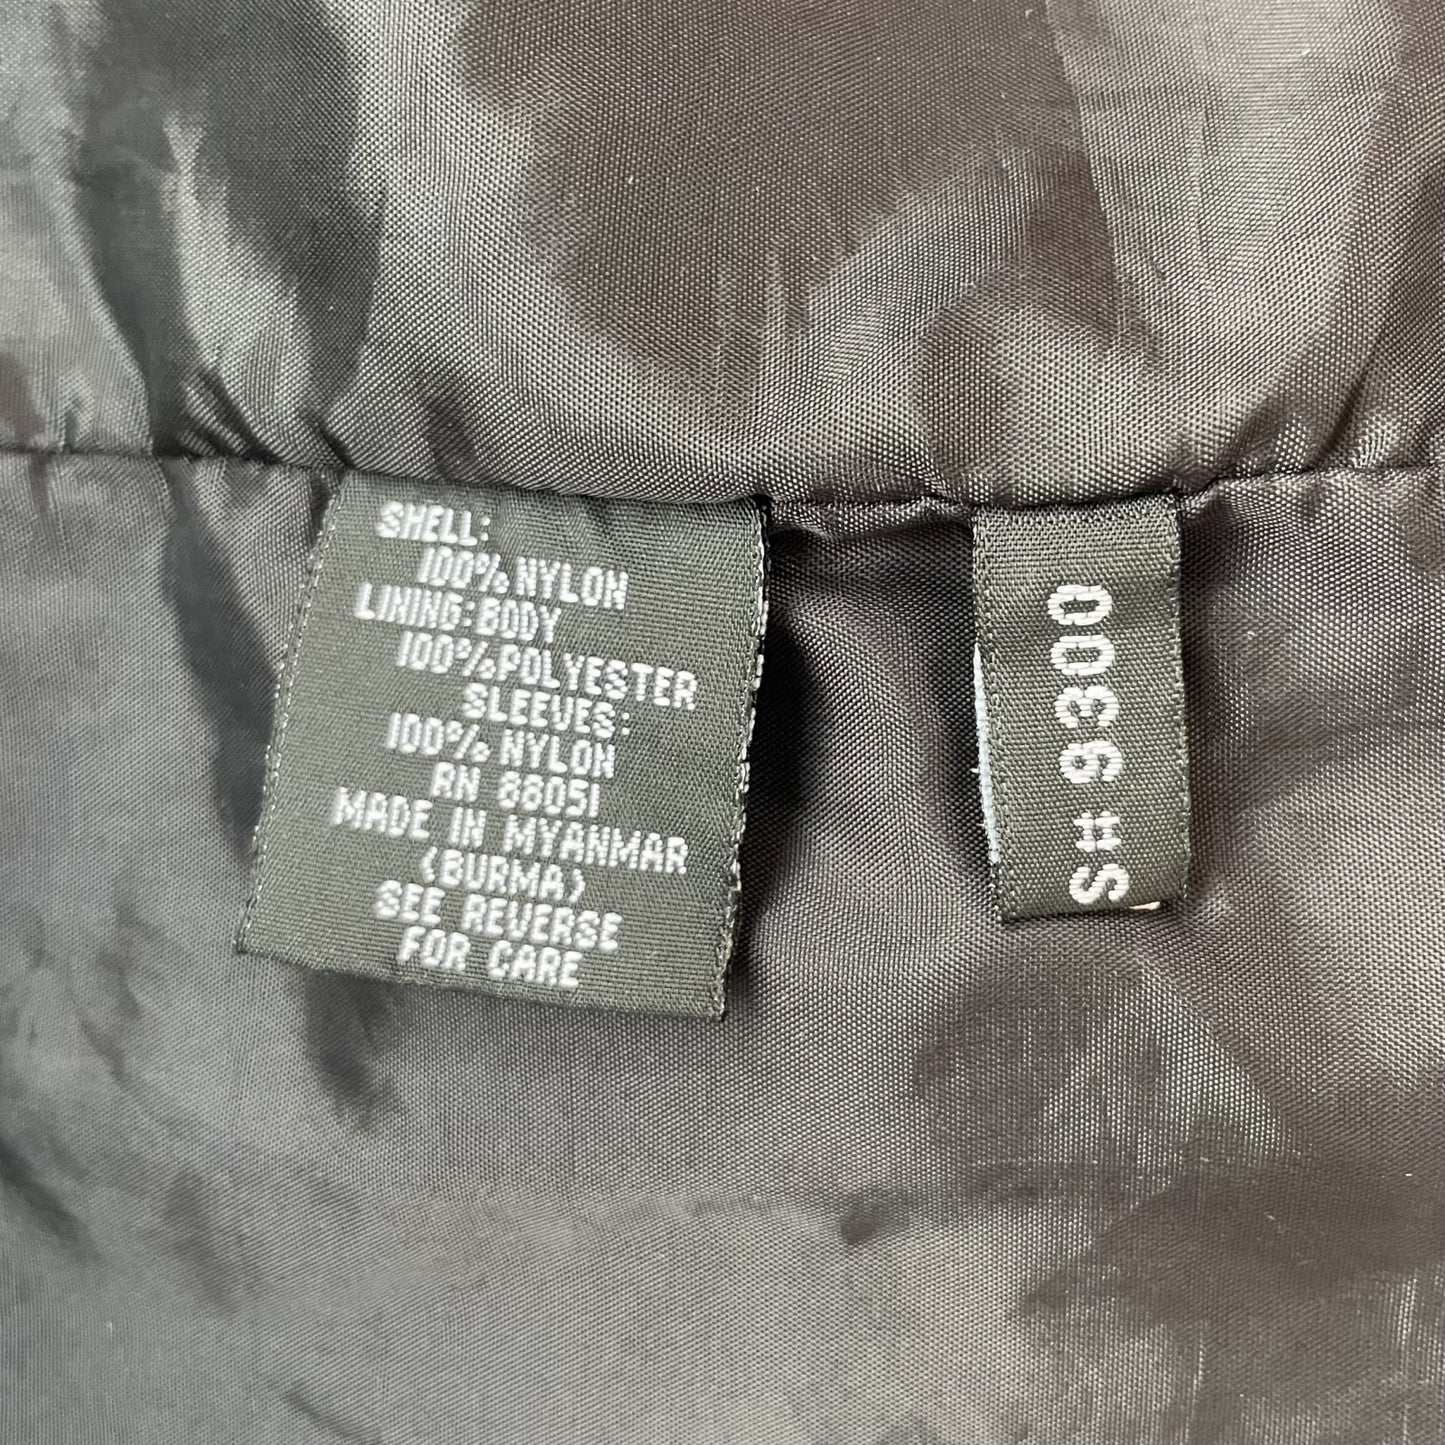 SHELL:
100% NYLON
LINING: BODY
100% POLYESTER
SLEEVES:
100% NYLON
RN 88051
MADE IN MYANMAR
(BURMA)
SEE REVERSE
FOR CARE
S# 9300